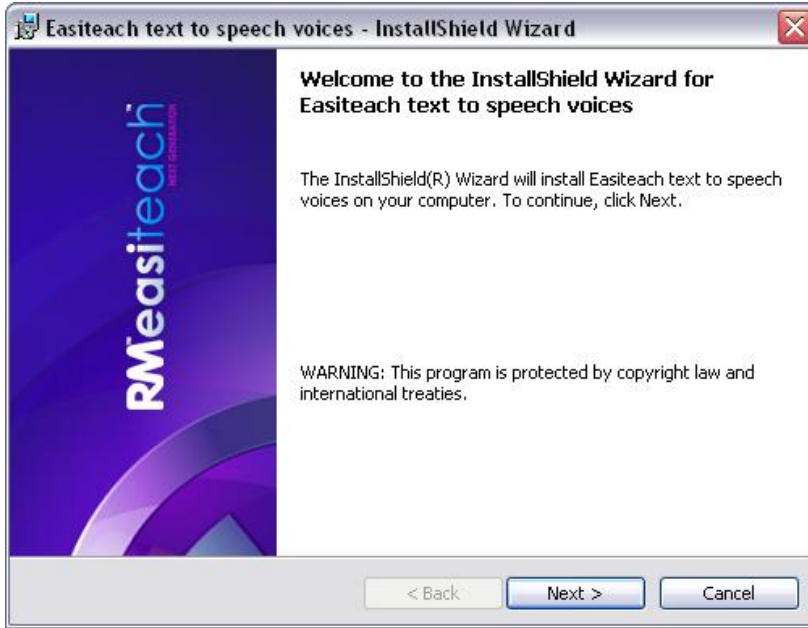 Easiteach text to speech voices - InstallShield Wizard
RM easiteach™
NEXT GENERATION
Welcome to the InstallShield Wizard for
Easiteach text to speech voices
The InstallShield(R) Wizard will install Easiteach text to speech
voices on your computer. To continue, click Next.
WARNING: This program is protected by copyright law and
international treaties.
< Back
Next >
Cancel